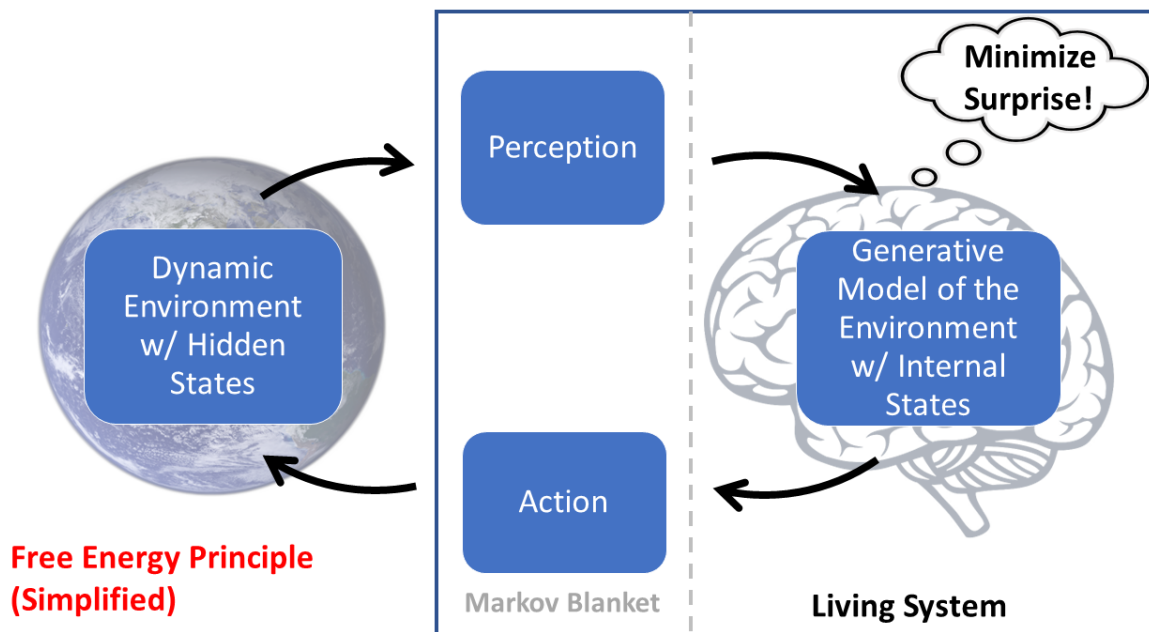 Minimize
Surprise!
Perception
Dynamic
Environment
w/ Hidden
States
Generative
Model of the
Environment
w/ Internal
States
Action
Free Energy Principle
(Simplified)
Markov Blanket
Living System